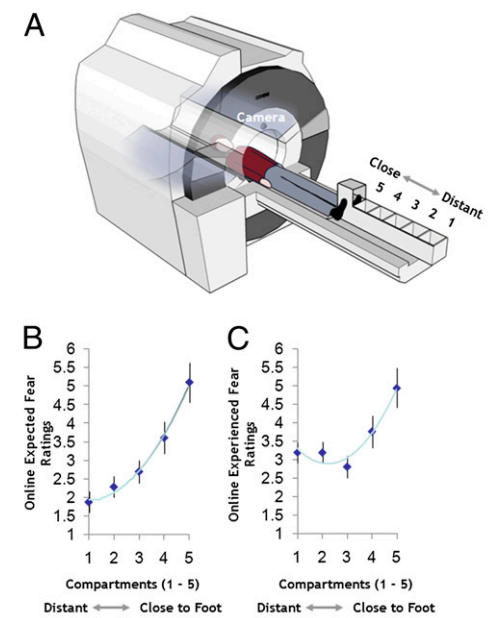 A
Camera
Close
Distant
5 4 3 2 1
B
Online Expected Fear
Ratings
6
5.5
5
4.5
4
3.5
3
2.5
2
1.5
1
1 2 3 4 5
Compartments (1 - 5)
Distant Close to Foot
C
Online Experienced Fear
Ratings
6
5.5
5
4.5
4
3.5
3
2.5
2
1.5
1
1 2 3 4 5
Compartments (1-5)
Distant Close to Foot